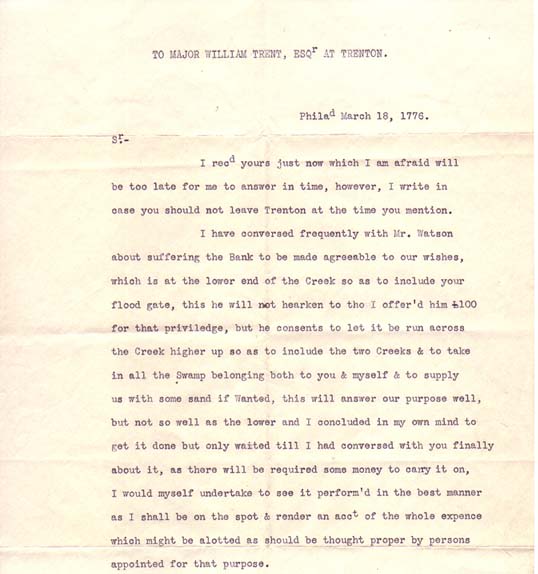 TO MAJOR WILLIAM TRENT, ESQr AT TRENTON.
Philad March 18, 1776.
Sr.-
I recd yours just now which I am afraid will
be too late for me to answer in time, however, I write in
case you should not leave Trenton at the time you mention.
I have conversed frequently with Mr. Watson
about suffering the Bank to be made agreeable to our wishes,
which is at the lower end of the Creek so as to include your
flood gate, this he will not hearken to tho I offer'd him £100
for that priviledge, but he consents to let it be run across
the Creek higher up so as to include the two Creeks & to take
in all the Swamp belonging both to you & myself & to supply
us with some sand if Wanted, this will answer our purpose well,
but not so well as the lower and I concluded in my own mind to
get it done but only waited till I had conversed with you finally
about it, as there will be required some money to carry it on,
I would myself undertake to see it perform'd in the best manner
as I shall be on the spot & render an acct of the whole expence
which might be alotted as should be thought proper by persons
appointed for that purpose.